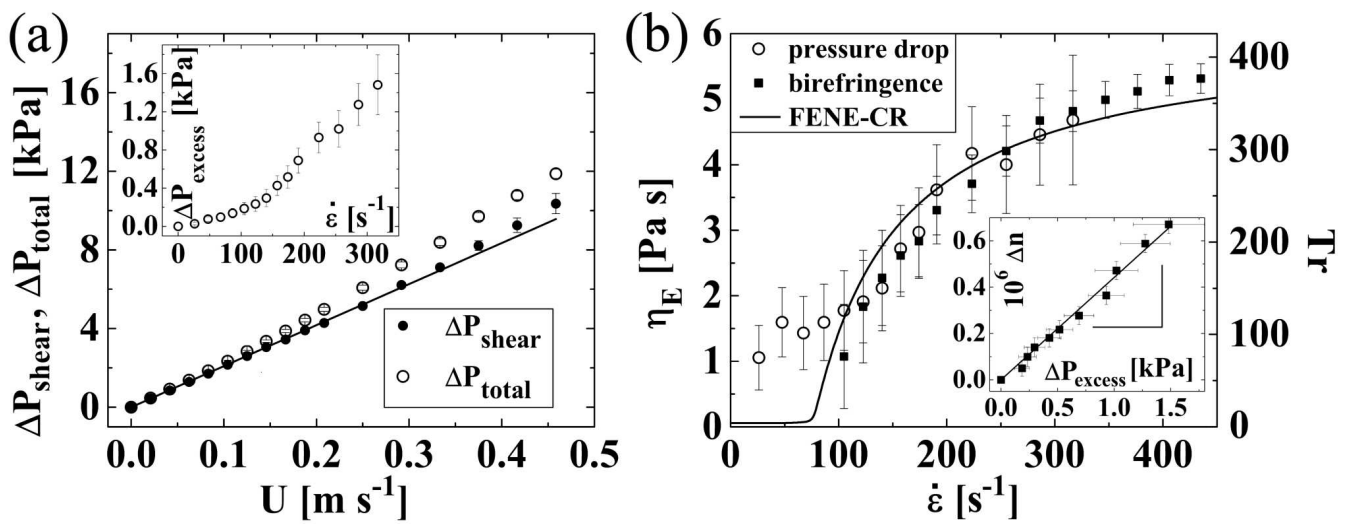 (a)
ΔP_shear, ΔP_total [kPa]
16
12
8
4
0
0.0 0.1 0.2 0.3 0.4 0.5
U [m s⁻¹]
ΔP_excess [kPa]
1.6
1.2
0.8
0.4
0.0
0 100 200 300
ε̇ [s⁻¹]
ΔP_shear
ΔP_total
(b)
η_E [Pa s]
6
5
4
3
2
1
0
0 100 200 300 400
ε̇ [s⁻¹]
pressure drop
birefringence
FENE-CR
400
300
200
100
0
Tr
10⁶ Δn
0.6
0.4
0.2
0.0
0.0 0.5 1.0 1.5
ΔP_excess [kPa]